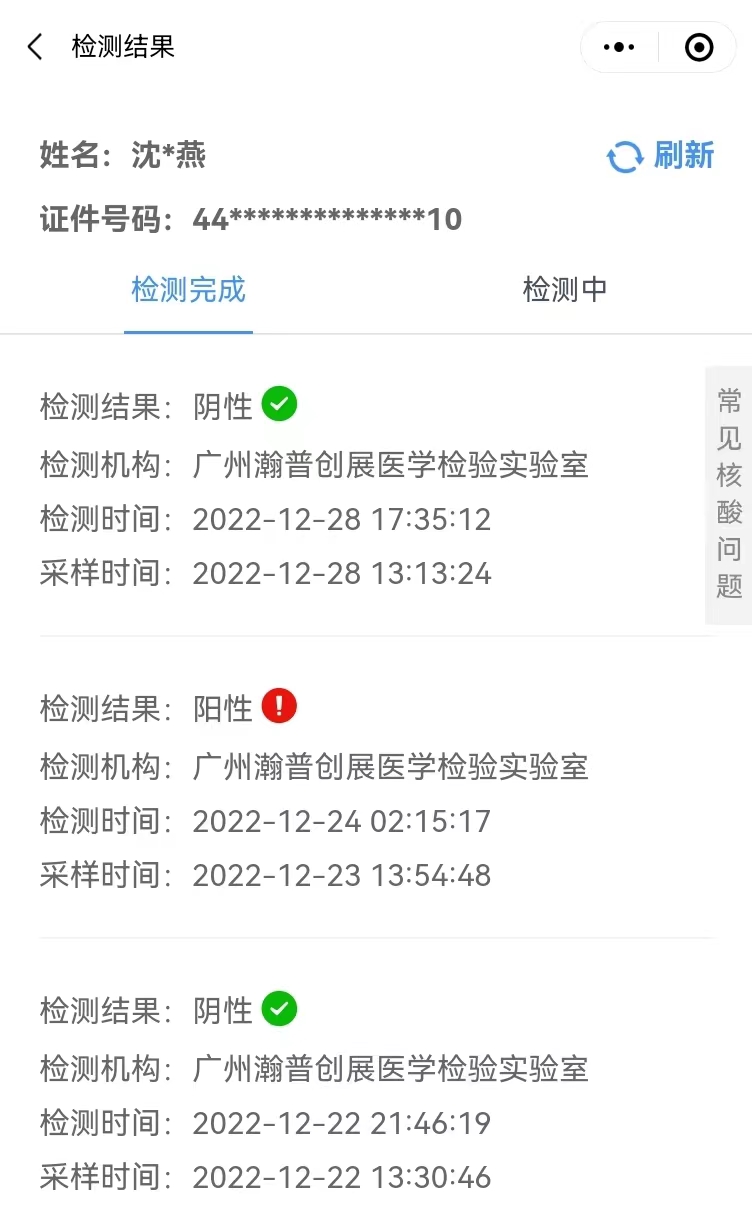 检测结果
姓名：沈*燕
刷新
证件号码：44**************10
检测完成
检测中
检测结果：阴性
检测机构：广州瀚普创展医学检验实验室
检测时间：2022-12-28 17:35:12
采样时间：2022-12-28 13:13:24
常见核酸问题
检测结果：阳性
检测机构：广州瀚普创展医学检验实验室
检测时间：2022-12-24 02:15:17
采样时间：2022-12-23 13:54:48
检测结果：阴性
检测机构：广州瀚普创展医学检验实验室
检测时间：2022-12-22 21:46:19
采样时间：2022-12-22 13:30:46